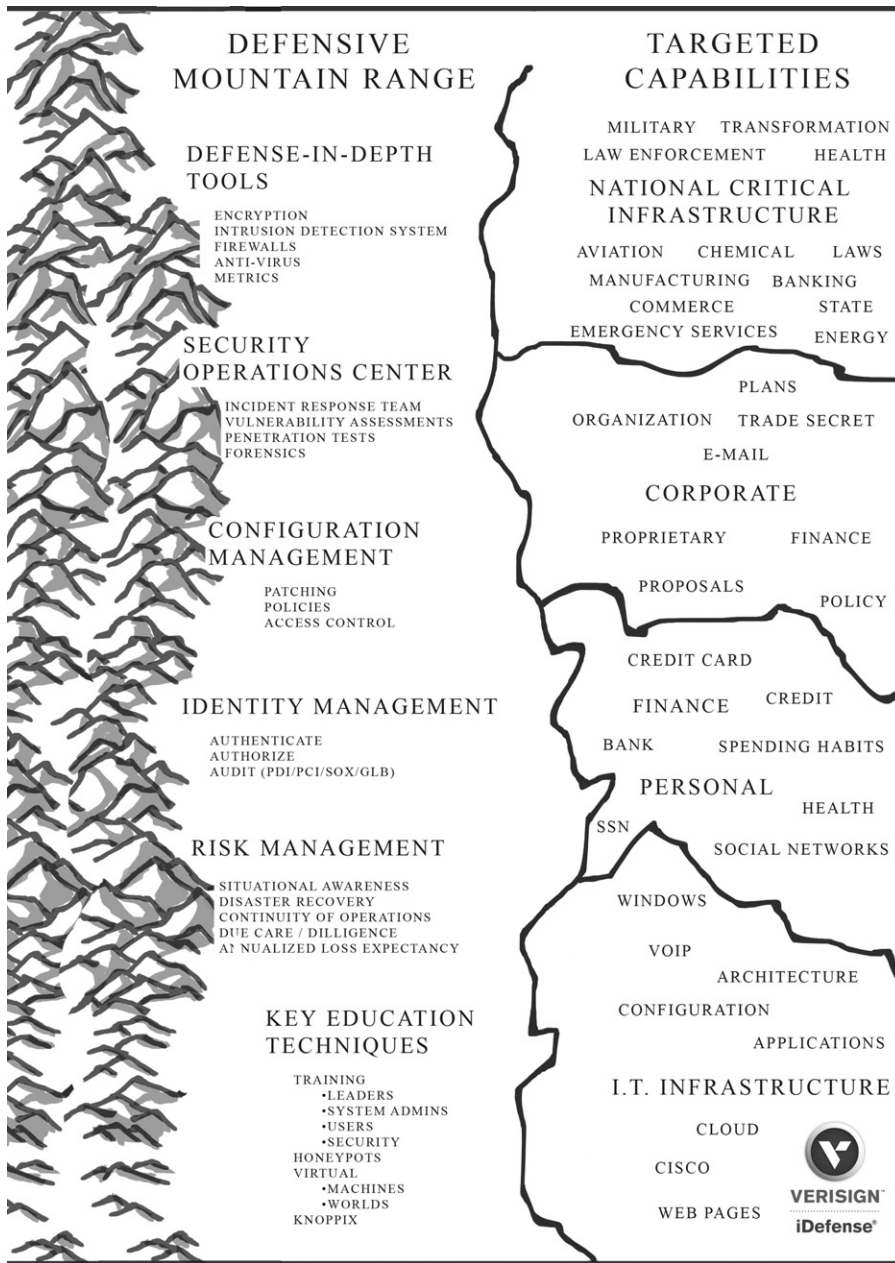 DEFENSIVE
MOUNTAIN RANGE
DEFENSE-IN-DEPTH
TOOLS
ENCRYPTION
INTRUSION DETECTION SYSTEM
FIREWALLS
ANTI-VIRUS
METRICS
SECURITY
OPERATIONS CENTER
INCIDENT RESPONSE TEAM
VULNERABILITY ASSESSMENTS
PENETRATION TESTS
FORENSICS
CONFIGURATION
MANAGEMENT
PATCHING
POLICIES
ACCESS CONTROL
IDENTITY MANAGEMENT
AUTHENTICATE
AUTHORIZE
AUDIT (PDI/PCI/SOX/GLB)
RISK MANAGEMENT
SITUATIONAL AWARENESS
DISASTER RECOVERY
CONTINUITY OF OPERATIONS
DUE CARE / DILLIGENCE
ANNUALIZED LOSS EXPECTANCY
KEY EDUCATION
TECHNIQUES
TRAINING
•LEADERS
•SYSTEM ADMINS
•USERS
•SECURITY
HONEYPOTS
VIRTUAL
•MACHINES
•WORLDS
KNOPPIX
TARGETED
CAPABILITIES
MILITARY TRANSFORMATION
LAW ENFORCEMENT HEALTH
NATIONAL CRITICAL
INFRASTRUCTURE
AVIATION CHEMICAL LAWS
MANUFACTURING BANKING
COMMERCE STATE
EMERGENCY SERVICES ENERGY
PLANS
ORGANIZATION TRADE SECRET
E-MAIL
CORPORATE
PROPRIETARY FINANCE
PROPOSALS
POLICY
CREDIT CARD
FINANCE CREDIT
BANK SPENDING HABITS
PERSONAL
HEALTH
SSN
SOCIAL NETWORKS
WINDOWS
VOIP
ARCHITECTURE
CONFIGURATION
APPLICATIONS
I.T. INFRASTRUCTURE
CLOUD
CISCO
WEB PAGES
VERISIGN™
iDefense®